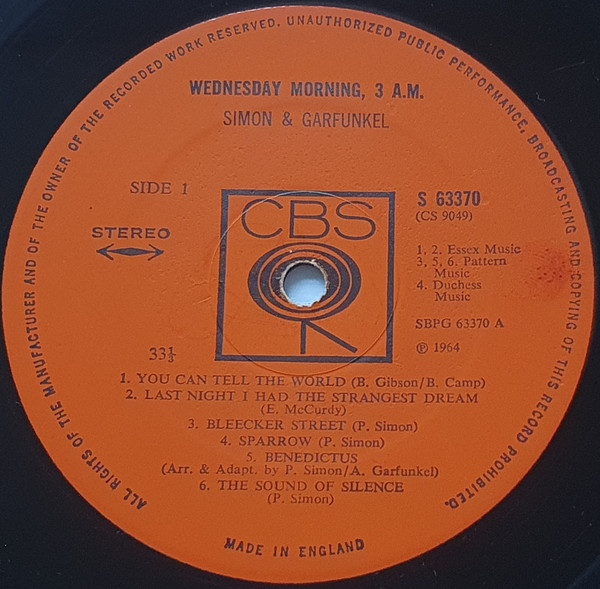 ALL RIGHTS OF THE MANUFACTURER AND OF THE OWNER OF THE RECORDED WORK RESERVED. UNAUTHORIZED PUBLIC PERFORMANCE, BROADCASTING AND COPYING OF THIS RECORD PROHIBITED.
WEDNESDAY MORNING, 3 A.M.
SIMON & GARFUNKEL
SIDE 1
STEREO
CBS
S 63370
(CS 9049)
1, 2. Essex Music
3, 5, 6. Pattern
Music
4. Duchess
Music
SBPG 63370 A
℗ 1964
33⅓
1. YOU CAN TELL THE WORLD (B. Gibson/B. Camp)
2. LAST NIGHT I HAD THE STRANGEST DREAM
(E. McCurdy)
3. BLEECKER STREET (P. Simon)
4. SPARROW (P. Simon)
5. BENEDICTUS
(Arr. & Adapt. by P. Simon/A. Garfunkel)
6. THE SOUND OF SILENCE
(P. Simon)
MADE IN ENGLAND